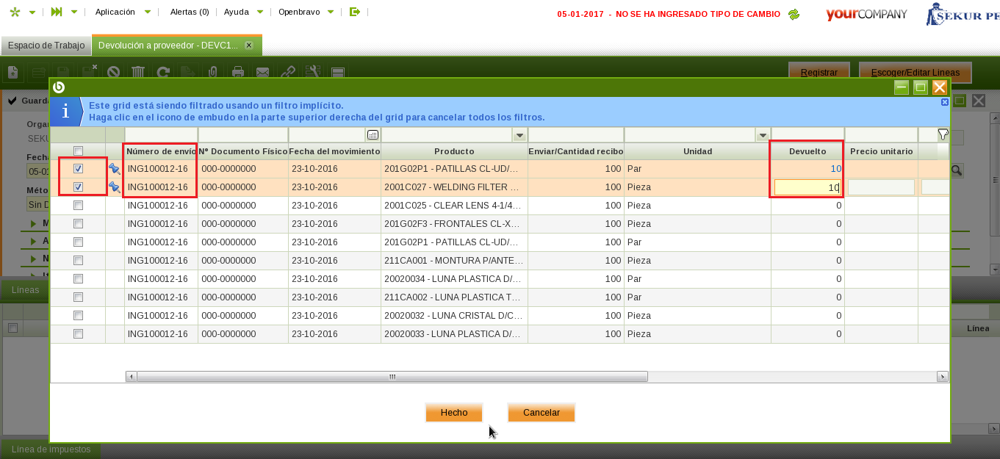 Aplicación Alertas (0) Ayuda Openbravo
05-01-2017 - NO SE HA INGRESADO TIPO DE CAMBIO
yourCOMPANY
SEKUR PE
Espacio de Trabajo
Devolución a proveedor - DEVC1...
Registrar
Escoger/Editar Lineas
Guard
Orga
SEKU
Fech
05-01
Méto
Sin D
M
A
N
Líneas
Línea
Línea de impuestos
Este grid está siendo filtrado usando un filtro implícito.
Haga clic en el icono de embudo en la parte superior derecha del grid para cancelar todos los filtros.
Número de envío Nº Documento Físico Fecha del movimiento Producto Enviar/Cantidad recibo Unidad Devuelto Precio unitario
ING100012-16 000-0000000 23-10-2016 201G02P1 - PATILLAS CL-UD/... 100 Par 10
ING100012-16 000-0000000 23-10-2016 2001C027 - WELDING FILTER ... 100 Pieza 10
ING100012-16 000-0000000 23-10-2016 2001C025 - CLEAR LENS 4-1/4... 100 Pieza 0
ING100012-16 000-0000000 23-10-2016 201G02F3 - FRONTALES CL-X... 100 Pieza 0
ING100012-16 000-0000000 23-10-2016 201G02P1 - PATILLAS CL-UD/... 100 Par 0
ING100012-16 000-0000000 23-10-2016 211CA001 - MONTURA P/ANTE... 100 Pieza 0
ING100012-16 000-0000000 23-10-2016 20020034 - LUNA PLASTICA D/... 100 Par 0
ING100012-16 000-0000000 23-10-2016 211CA002 - LUNA PLASTICA T... 100 Par 0
ING100012-16 000-0000000 23-10-2016 20020032 - LUNA CRISTAL D/C... 100 Pieza 0
ING100012-16 000-0000000 23-10-2016 20020033 - LUNA PLASTICA D/... 100 Pieza 0
Hecho
Cancelar